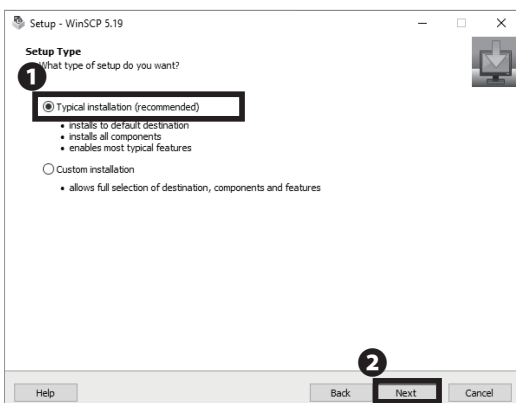 Setup - WinSCP 5.19
Setup Type
What type of setup do you want?
1
Typical installation (recommended)
• installs to default destination
• installs all components
• enables most typical features
Custom installation
• allows full selection of destination, components and features
2
Help
Back
Next
Cancel